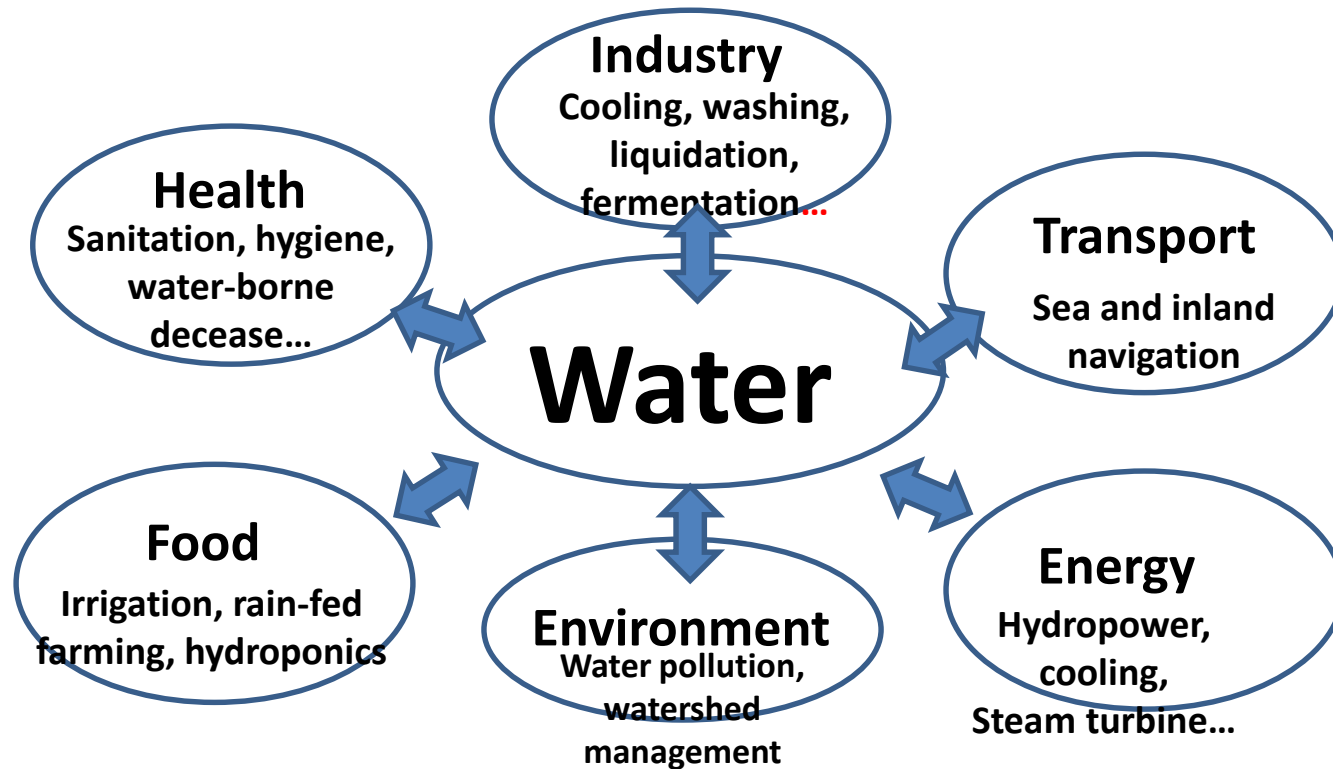 Industry
Cooling, washing,
liquidation,
fermentation...
Health
Sanitation, hygiene,
water-borne
decease...
Transport
Sea and inland
navigation
Water
Food
Irrigation, rain-fed
farming, hydroponics
Environment
Water pollution,
watershed
management
Energy
Hydropower,
cooling,
Steam turbine...